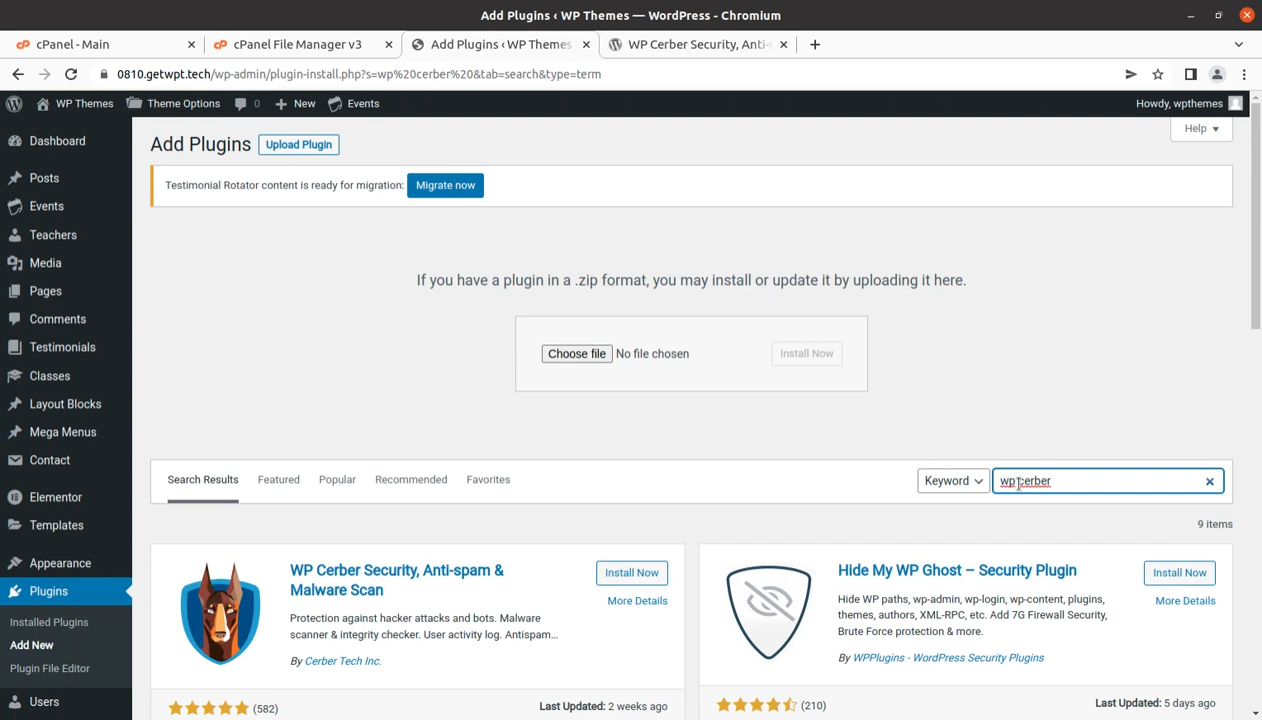 Add Plugins ‹ WP Themes — WordPress - Chromium
cPanel - Main
cPanel File Manager v3
Add Plugins ‹ WP Themes
WP Cerber Security, Anti-s
0810.getwpt.tech/wp-admin/plugin-install.php?s=wp%20cerber%20&tab=search&type=term
WP Themes
Theme Options
0
New
Events
Howdy, wpthemes
Dashboard
Posts
Events
Teachers
Media
Pages
Comments
Testimonials
Classes
Layout Blocks
Mega Menus
Contact
Elementor
Templates
Appearance
Plugins
Installed Plugins
Add New
Plugin File Editor
Users
Add Plugins
Upload Plugin
Help
Testimonial Rotator content is ready for migration: Migrate now
If you have a plugin in a .zip format, you may install or update it by uploading it here.
Choose file No file chosen
Install Now
Search Results
Featured
Popular
Recommended
Favorites
Keyword
wp cerber
9 items
WP Cerber Security, Anti-spam &
Malware Scan
Install Now
More Details
Protection against hacker attacks and bots. Malware
scanner & integrity checker. User activity log. Antispam…
By Cerber Tech Inc.
(582)
Last Updated: 2 weeks ago
Hide My WP Ghost – Security Plugin
Install Now
More Details
Hide WP paths, wp-admin, wp-login, wp-content, plugins,
themes, authors, XML-RPC, etc. Add 7G Firewall Security,
Brute Force protection & more.
By WPPlugins - WordPress Security Plugins
(210)
Last Updated: 5 days ago